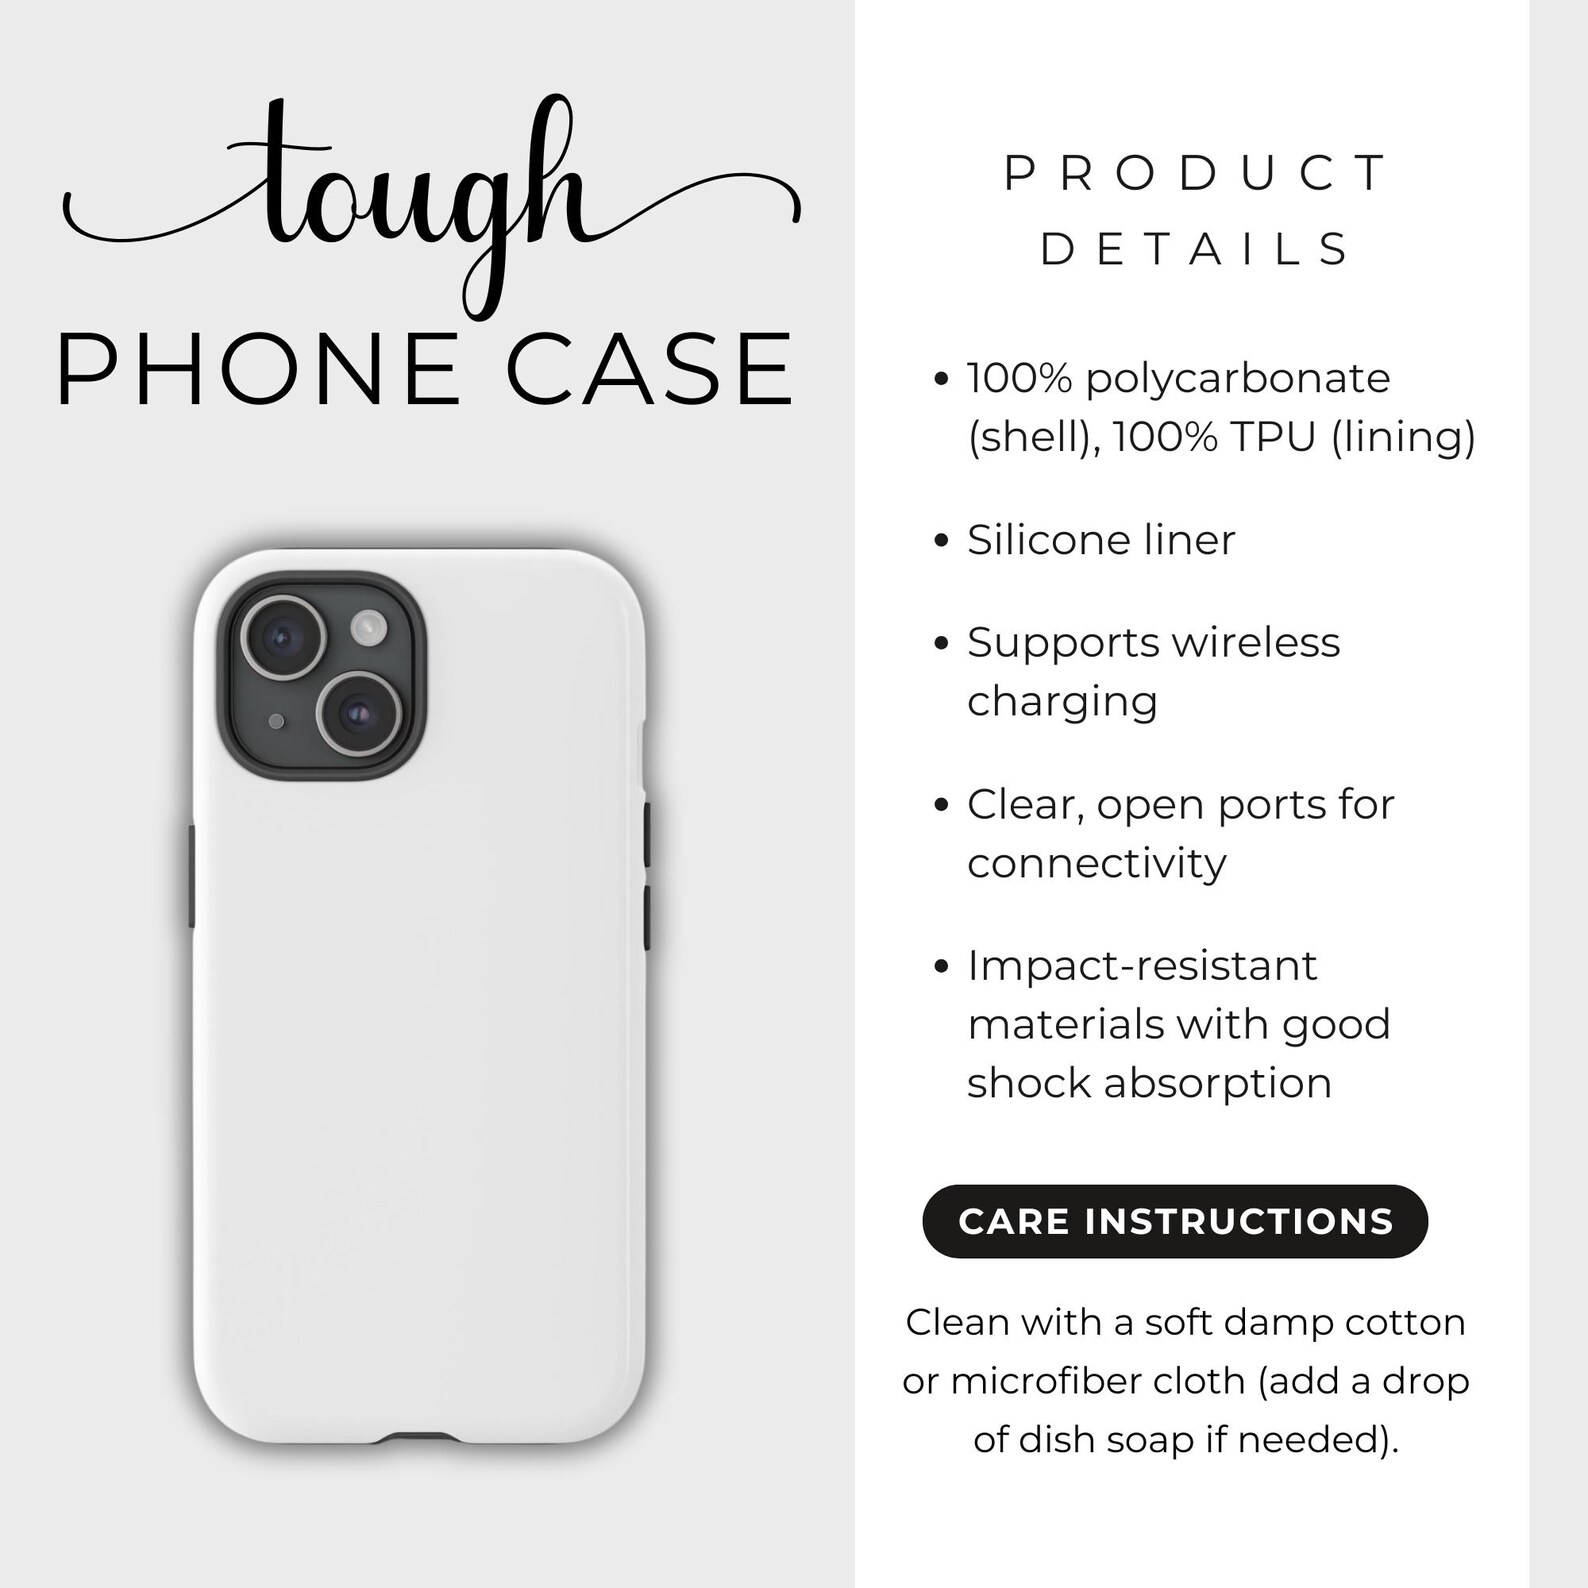 tough
PHONE CASE
PRODUCT
DETAILS
• 100% polycarbonate
(shell), 100% TPU (lining)
• Silicone liner
• Supports wireless
charging
• Clear, open ports for
connectivity
• Impact-resistant
materials with good
shock absorption
CARE INSTRUCTIONS
Clean with a soft damp cotton
or microfiber cloth (add a drop
of dish soap if needed).